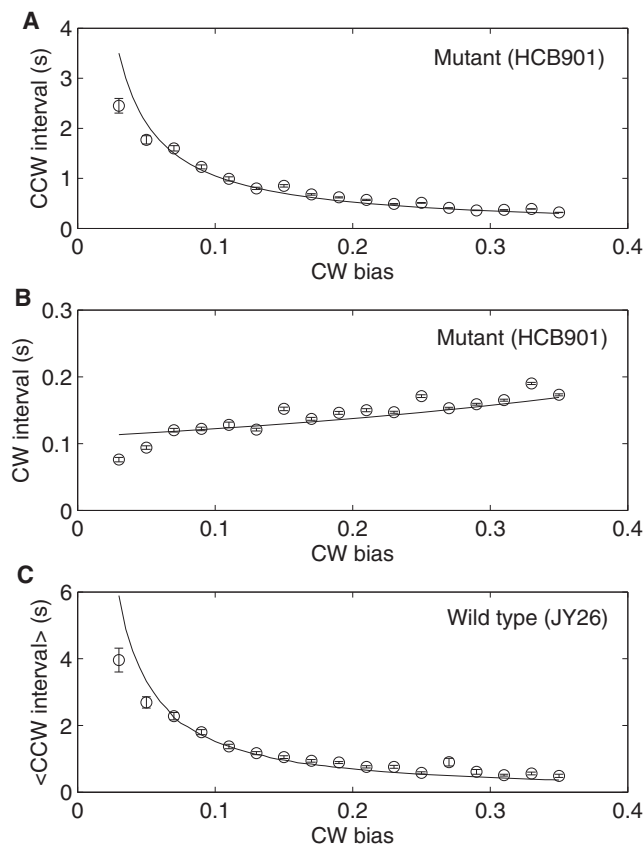 A
4
3
2
1
0
CCW interval (s)
Mutant (HCB901)
0 0.1 0.2 0.3 0.4
CW bias
B
0.3
0.2
0.1
0
CW interval (s)
Mutant (HCB901)
0 0.1 0.2 0.3 0.4
CW bias
C
6
4
2
0
<CCW interval> (s)
Wild type (JY26)
0 0.1 0.2 0.3 0.4
CW bias